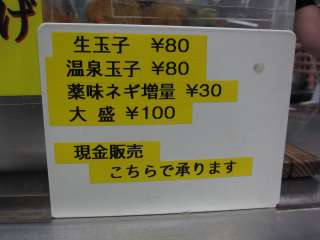 げ
生玉子 ¥80
温泉玉子 ¥80
薬味ネギ増量 ¥30
大盛 ¥100
現金販売
こちらで承ります